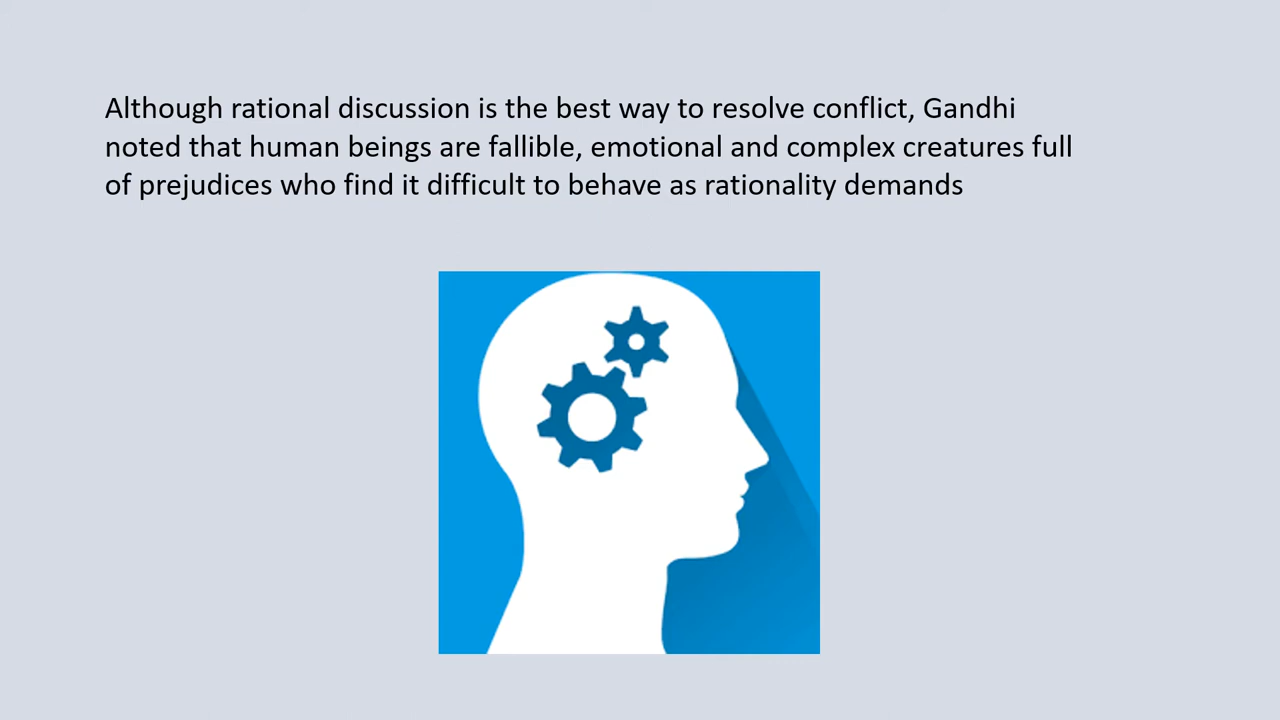 Although rational discussion is the best way to resolve conflict, Gandhi
noted that human beings are fallible, emotional and complex creatures full
of prejudices who find it difficult to behave as rationality demands